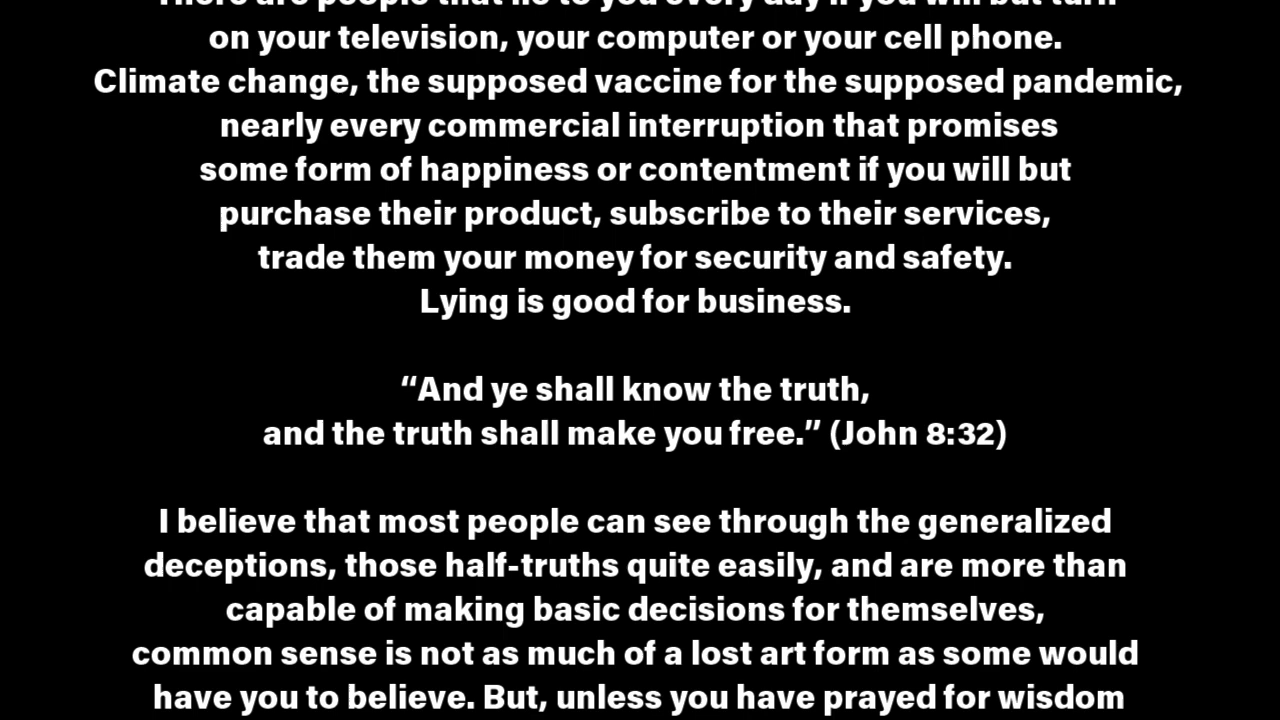 There are people that lie to you every day if you will but turn
on your television, your computer or your cell phone.
Climate change, the supposed vaccine for the supposed pandemic,
nearly every commercial interruption that promises
some form of happiness or contentment if you will but
purchase their product, subscribe to their services,
trade them your money for security and safety.
Lying is good for business.
“And ye shall know the truth,
and the truth shall make you free.” (John 8:32)
I believe that most people can see through the generalized
deceptions, those half-truths quite easily, and are more than
capable of making basic decisions for themselves,
common sense is not as much of a lost art form as some would
have you to believe. But, unless you have prayed for wisdom